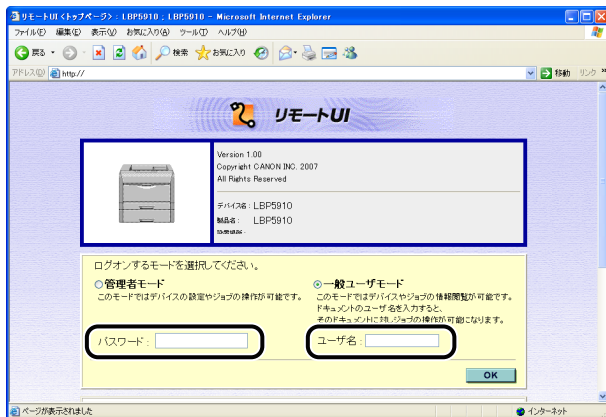 リモートUI <トップページ> : LBP5910 ; LBP5910 - Microsoft Internet Explorer
ファイル(F) 編集(E) 表示(V) お気に入り(A) ツール(T) ヘルプ(H)
戻る 検索 お気に入り
アドレス(D) http:// 移動 リンク »
リモートUI
Version 1.00
Copyright CANON INC. 2007
All Rights Reserved
デバイス名 : LBP5910
製品名 : LBP5910
設置場所 :
ログオンするモードを選択してください。
管理者モード 一般ユーザモード
このモードではデバイスの設定やジョブの操作が可能です。 このモードではデバイスやジョブの情報閲覧が可能です。
ドキュメントのユーザ名を入力すると、
そのドキュメントに対しジョブの操作が可能になります。
パスワード : ユーザ名 :
OK
ページが表示されました インターネット